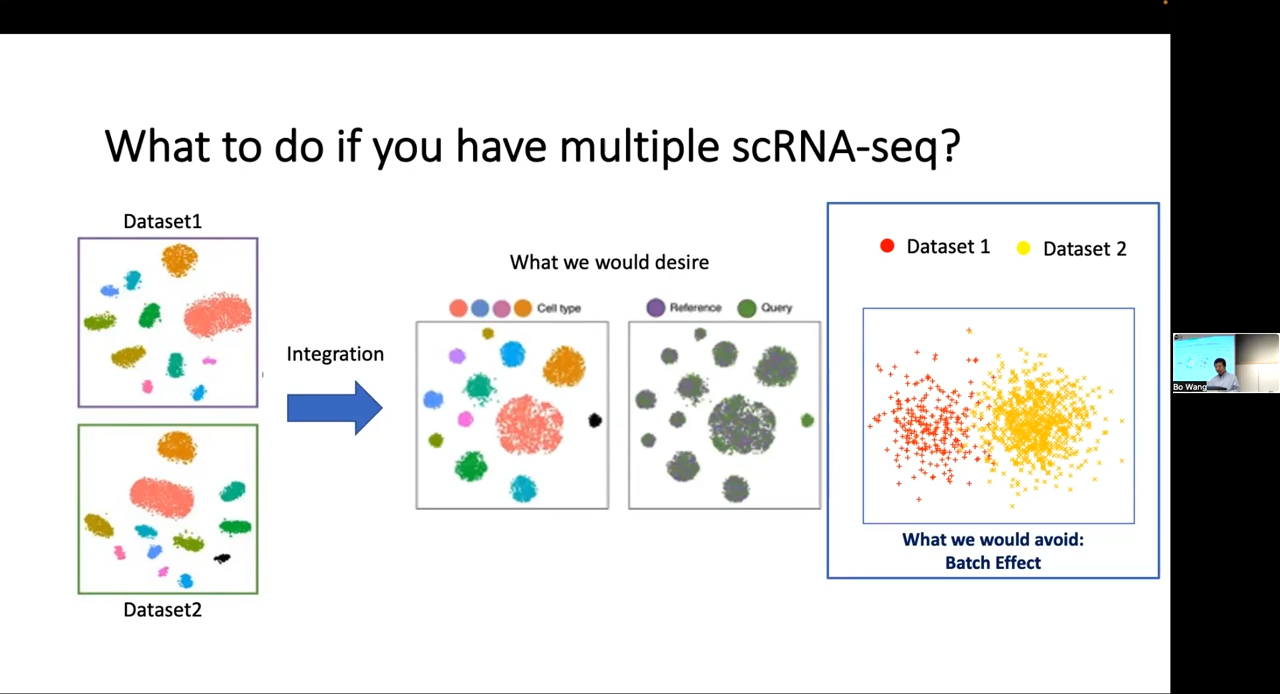 What to do if you have multiple scRNA-seq?
Dataset1
Dataset2
Integration
What we would desire
Cell type
Reference
Query
Dataset 1
Dataset 2
What we would avoid:
Batch Effect
Bo Wang